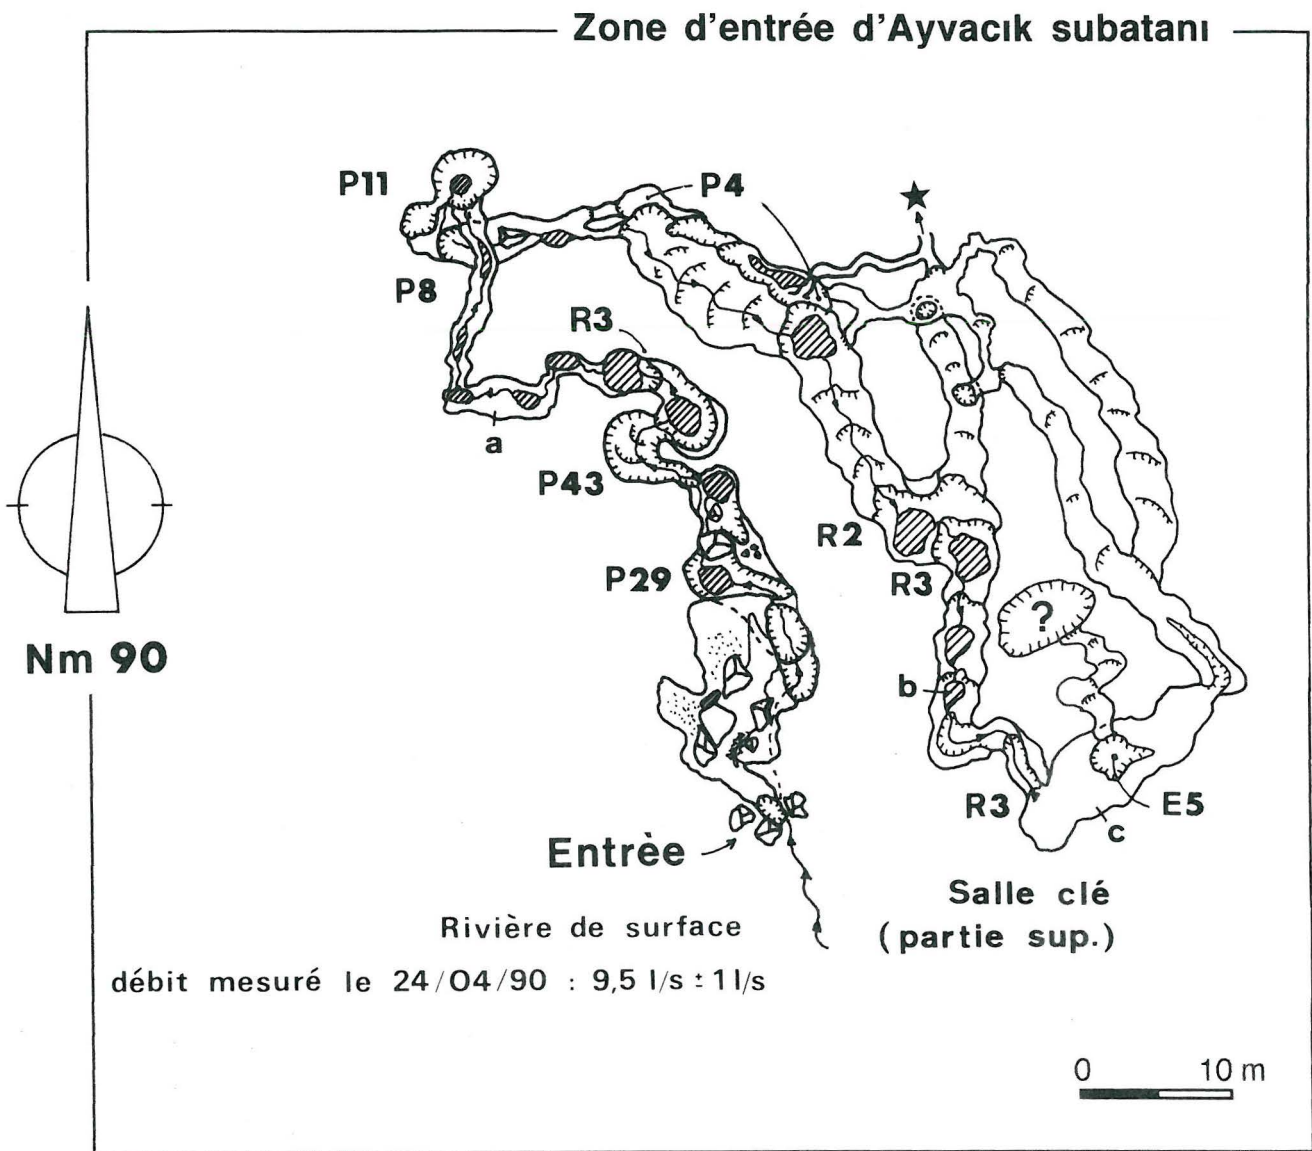 Zone d'entrée d'Ayvacık subatanı
P11
P4
P8
R3
a
P43
R2
P29
R3
?
Nm 90
b
R3
E5
c
Entrèe
Salle clé
(partie sup.)
Rivière de surface
débit mesuré le 24/04/90 : 9,5 l/s ± 1 l/s
0 10 m